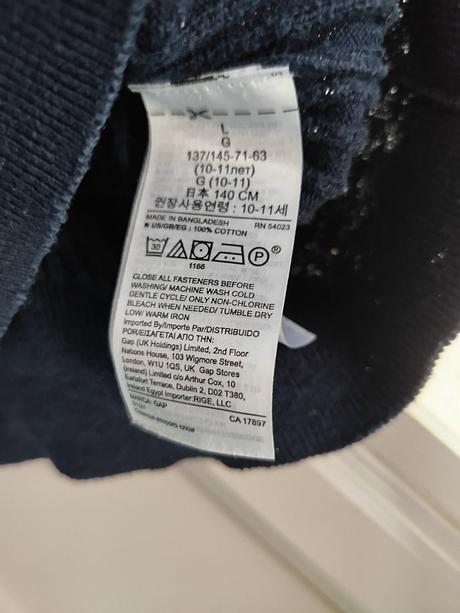 L
G
137/145-71-63
(10-11лет)
G (10-11)
日本 140 CM
권장사용연령 : 10-11세
MADE IN BANGLADESH RN 54023
US/GB/EG : 100% COTTON
30 P ®
1166
CLOSE ALL FASTENERS BEFORE
WASHING/ MACHINE WASH COLD
GENTLE CYCLE/ ONLY NON-CHLORINE
BLEACH WHEN NEEDED/ TUMBLE DRY
LOW/ WARM IRON
Imported By/Importe Par/DISTRIBUIDO
POR/ΕΙΣΑΓΕΤΑΙ ΑΠΟ ΤΗΝ:
Gap (UK Holdings) Limited, 2nd Floor
Nations House, 103 Wigmore Street,
London, W1U 1QS, UK. Gap Stores
(Ireland) Limited c/o Arthur Cox, 10
Earlsfort Terrace, Dublin 2, D02 T380,
Ireland Egypt Importer:RIGE, LLC
MARCA: GAP CA 17897